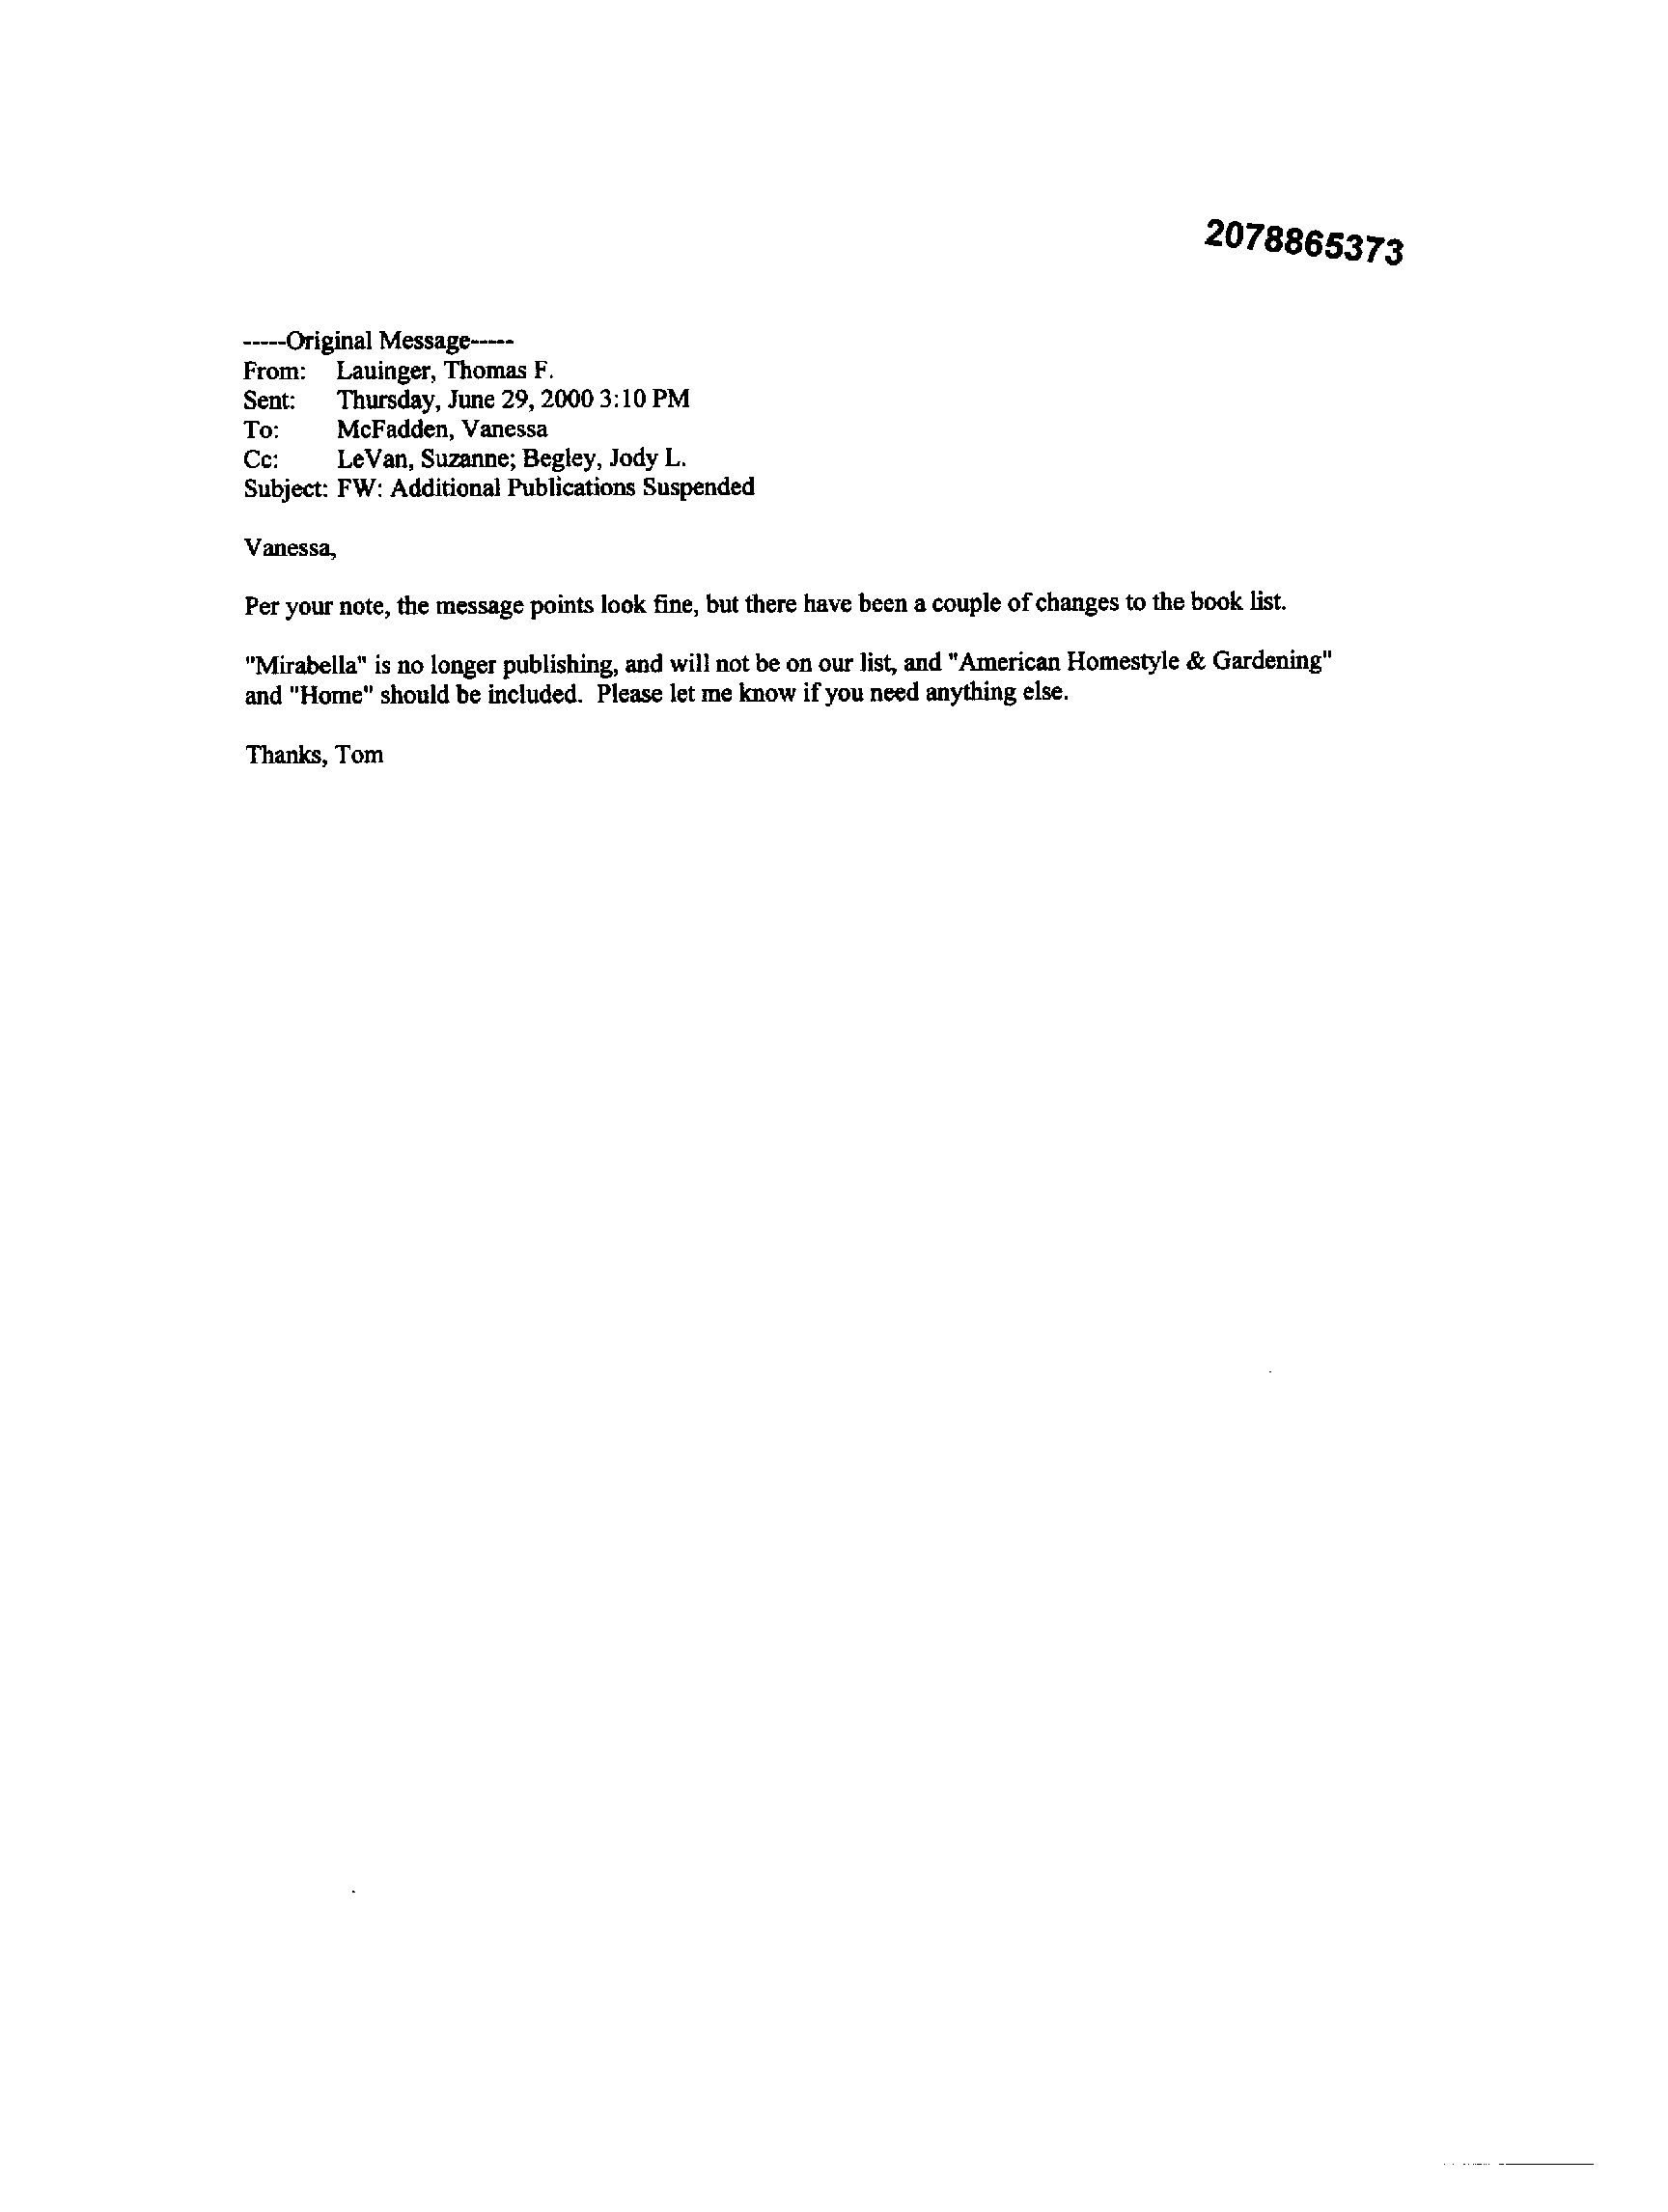 2078865373
-----Original Message-----
From: Lauinger, Thomas F.
Sent: Thursday, June 29, 2000 3:10 PM
To: McFadden, Vanessa
Cc: LeVan, Suzanne; Begley, Jody L.
Subject: FW: Additional Publications Suspended
Vanessa,
Per your note, the message points look fine, but there have been a couple of changes to the book list.
"Mirabella" is no longer publishing, and will not be on our list, and "American Homestyle & Gardening"
and "Home" should be included. Please let me know if you need anything else.
Thanks, Tom